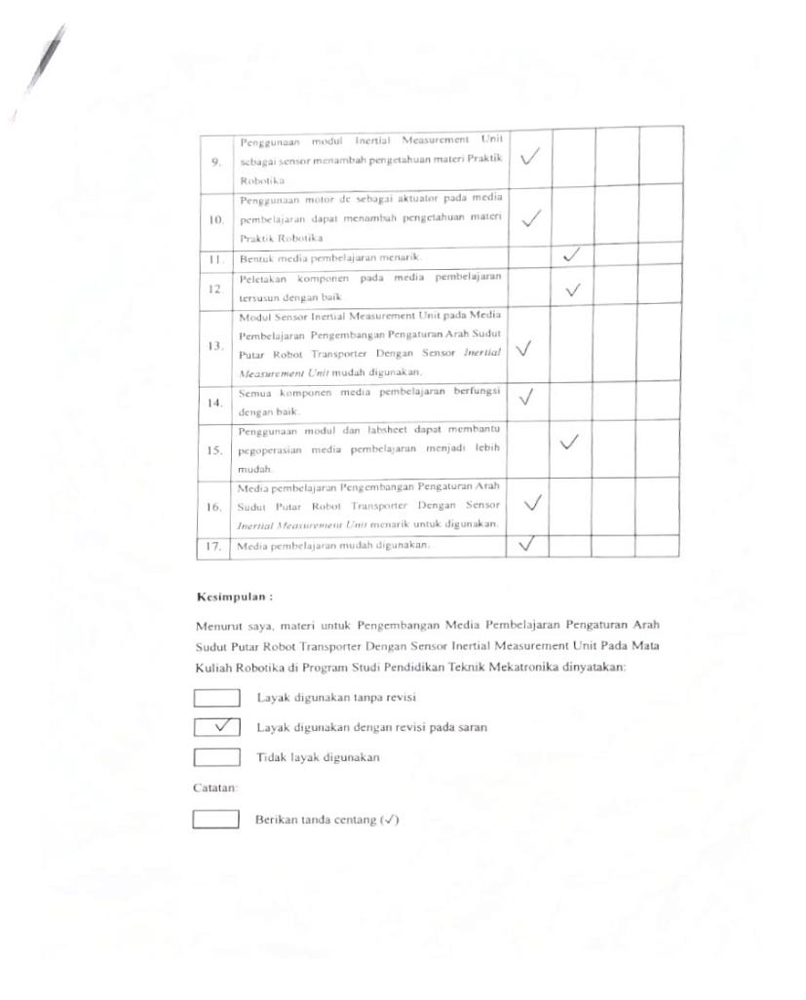 Penggunaan modul Inertial Measurement Unit
9. sebagai sensor menambah pengetahuan materi Praktik ✓
Robotika
Penggunaan motor dc sebagai aktuator pada media
10. pembelajaran dapat menambah pengetahuan materi ✓
Praktik Robotika
11. Bentuk media pembelajaran menarik. ✓
Peletakan komponen pada media pembelajaran
12. ✓
tersusun dengan baik
Modul Sensor Inertial Measurement Unit pada Media
Pembelajaran Pengembangan Pengaturan Arah Sudut
13. Putar Robot Transporter Dengan Sensor Inertial ✓
Measurement Unit mudah digunakan.
Semua komponen media pembelajaran berfungsi
14. ✓
dengan baik.
Penggunaan modul dan labsheet dapat membantu
15. pegoperasian media pembelajaran menjadi lebih ✓
mudah.
Media pembelajaran Pengembangan Pengaturan Arah
16. Sudut Putar Robot Transporter Dengan Sensor ✓
Inertial Measurement Unit menarik untuk digunakan.
17. Media pembelajaran mudah digunakan. ✓
Kesimpulan :
Menurut saya, materi untuk Pengembangan Media Pembelajaran Pengaturan Arah
Sudut Putar Robot Transporter Dengan Sensor Inertial Measurement Unit Pada Mata
Kuliah Robotika di Program Studi Pendidikan Teknik Mekatronika dinyatakan:
Layak digunakan tanpa revisi
✓ Layak digunakan dengan revisi pada saran
Tidak layak digunakan
Catatan:
Berikan tanda centang (✓)